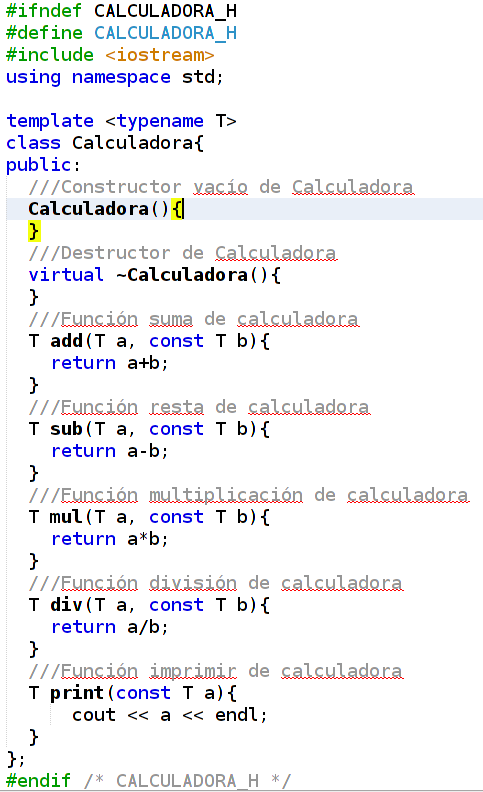 #ifndef CALCULADORA_H
#define CALCULADORA_H
#include <iostream>
using namespace std;

template <typename T>
class Calculadora{
public:
  ///Constructor vacío de Calculadora
  Calculadora(){
  }
  ///Destructor de Calculadora
  virtual ~Calculadora(){
  }
  ///Función suma de calculadora
  T add(T a, const T b){
    return a+b;
  }
  ///Función resta de calculadora
  T sub(T a, const T b){
    return a-b;
  }
  ///Función multiplicación de calculadora
  T mul(T a, const T b){
    return a*b;
  }
  ///Función división de calculadora
  T div(T a, const T b){
    return a/b;
  }
  ///Función imprimir de calculadora
  T print(const T a){
      cout << a << endl;
  }
};
#endif /* CALCULADORA_H */